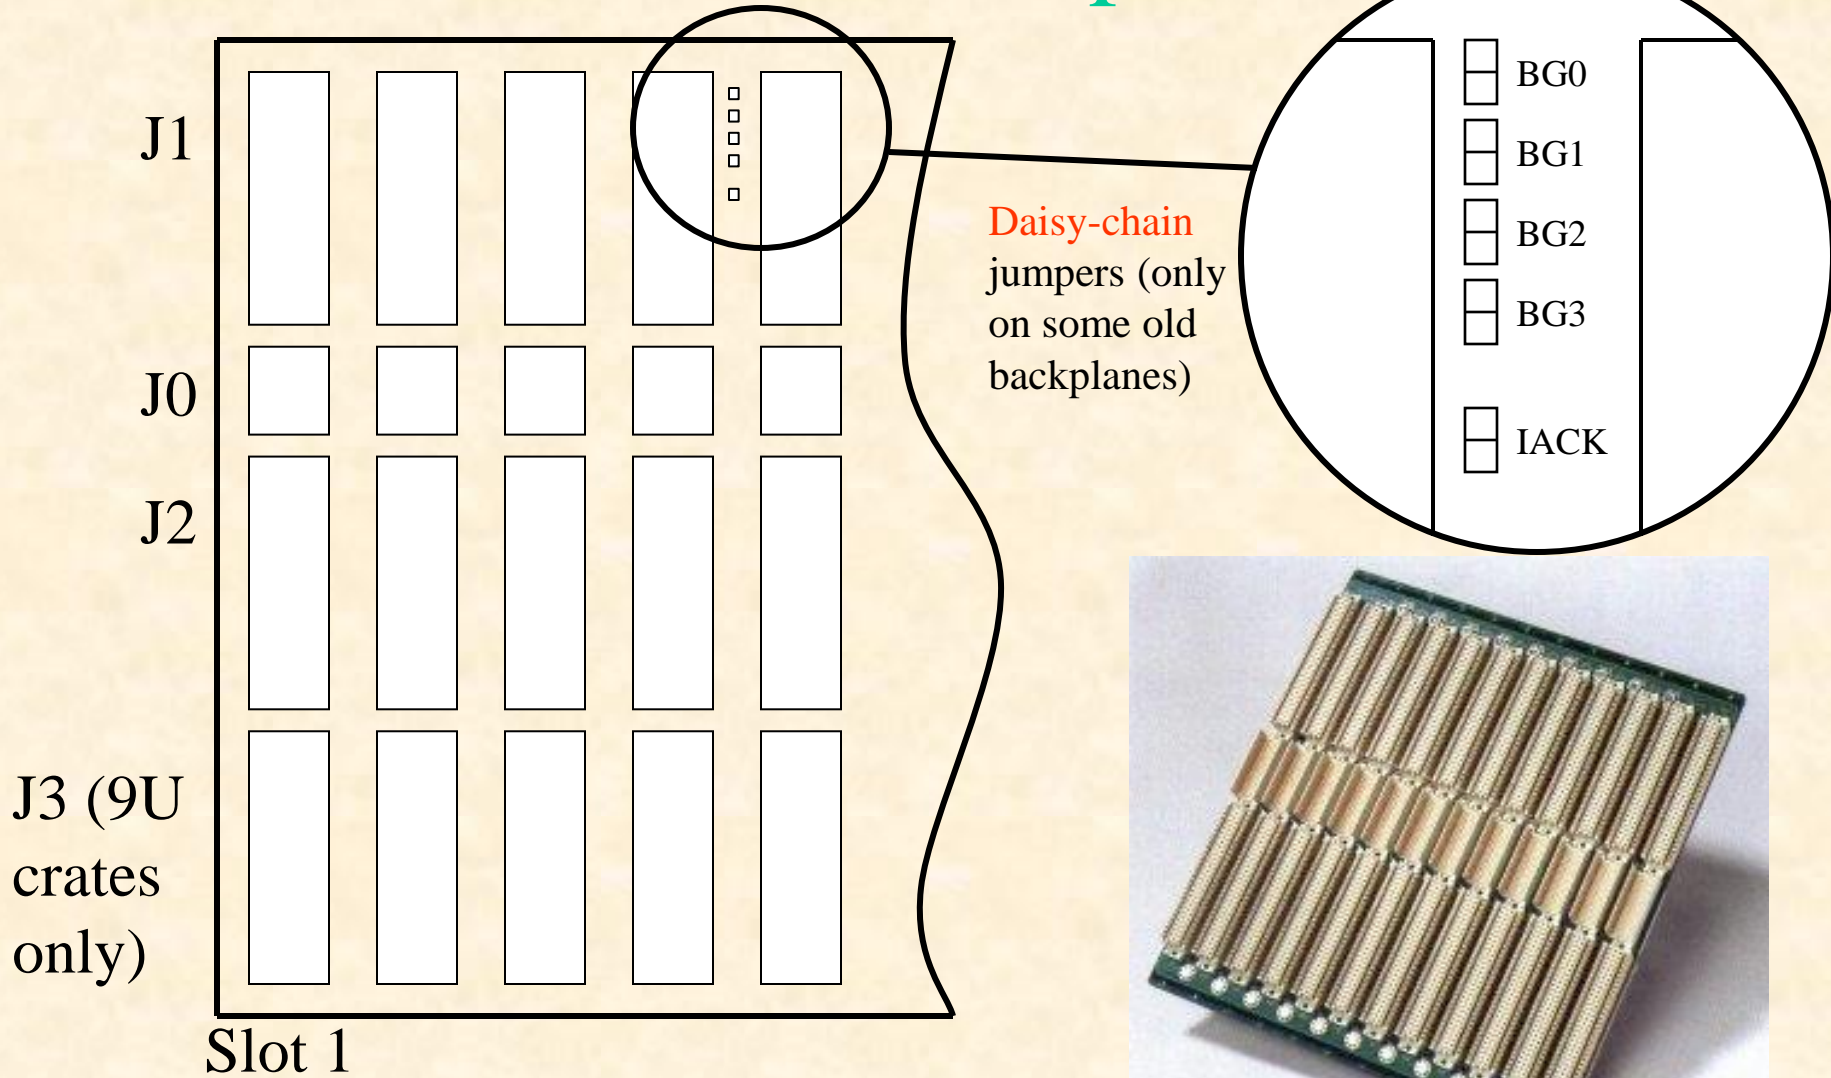 J1
J0
J2
J3 (9U
crates
only)
Slot 1
Daisy-chain
jumpers (only
on some old
backplanes)
BG0
BG1
BG2
BG3
IACK